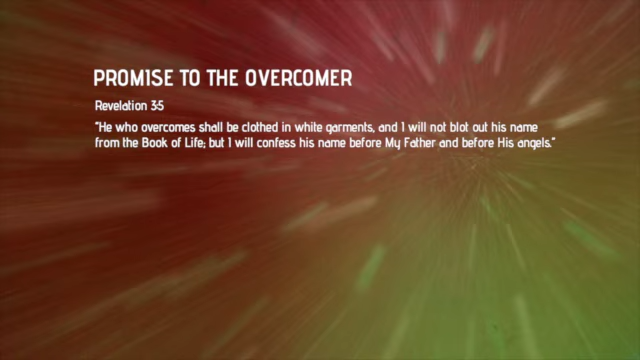 PROMISE TO THE OVERCOMER
Revelation 3:5
"He who overcomes shall be clothed in white garments, and I will not blot out his name
from the Book of Life; but I will confess his name before My Father and before His angels."